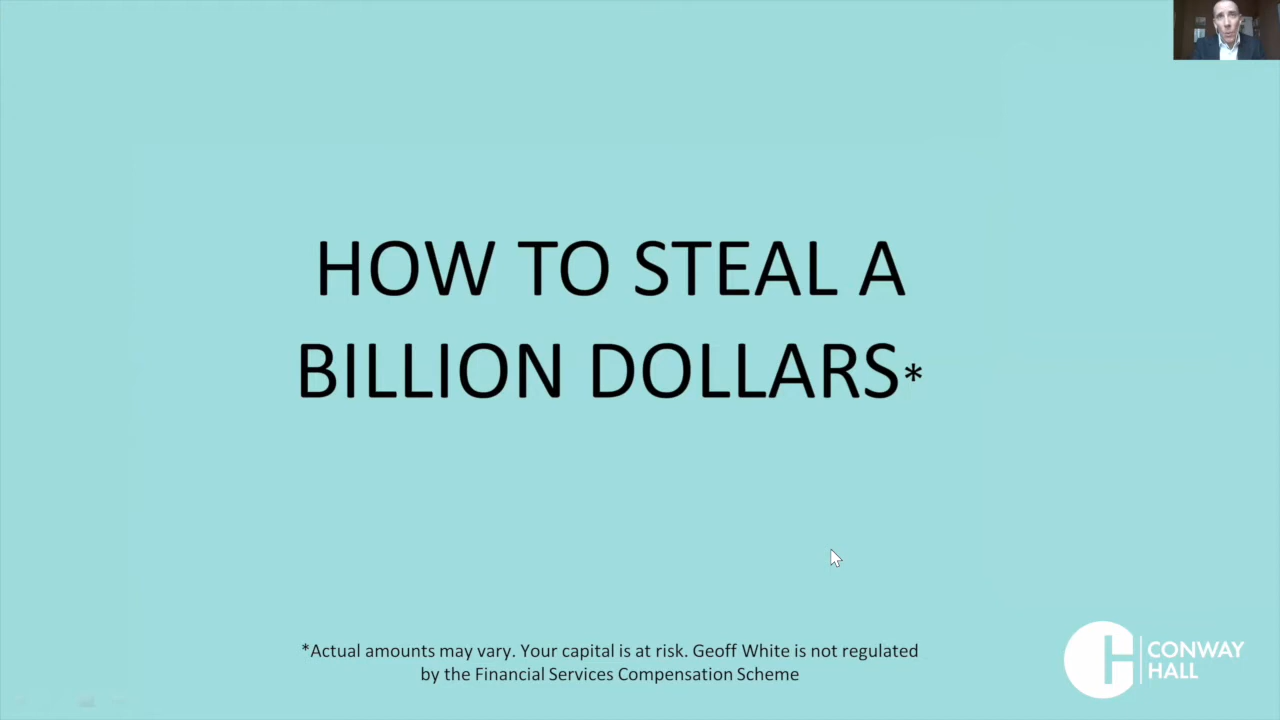 HOW TO STEAL A
BILLION DOLLARS*
*Actual amounts may vary. Your capital is at risk. Geoff White is not regulated
by the Financial Services Compensation Scheme
CONWAY
HALL